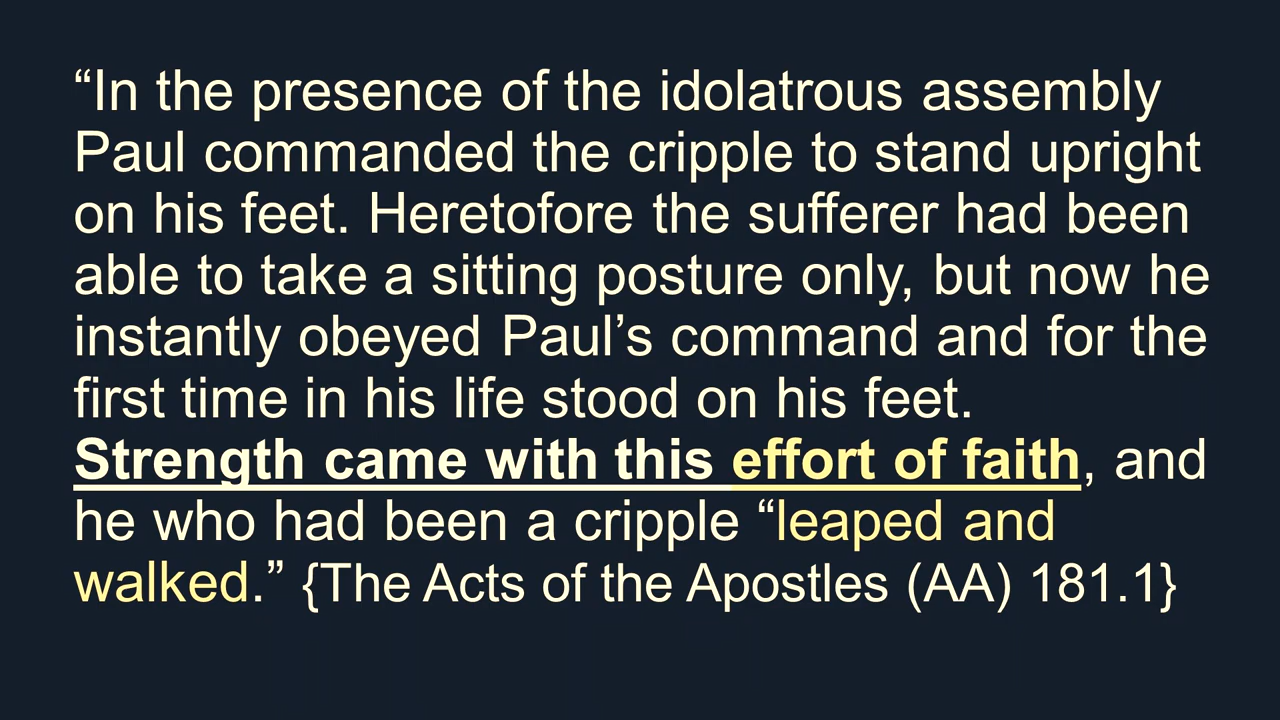 “In the presence of the idolatrous assembly
Paul commanded the cripple to stand upright
on his feet. Heretofore the sufferer had been
able to take a sitting posture only, but now he
instantly obeyed Paul’s command and for the
first time in his life stood on his feet.
Strength came with this effort of faith, and
he who had been a cripple “leaped and
walked.” {The Acts of the Apostles (AA) 181.1}